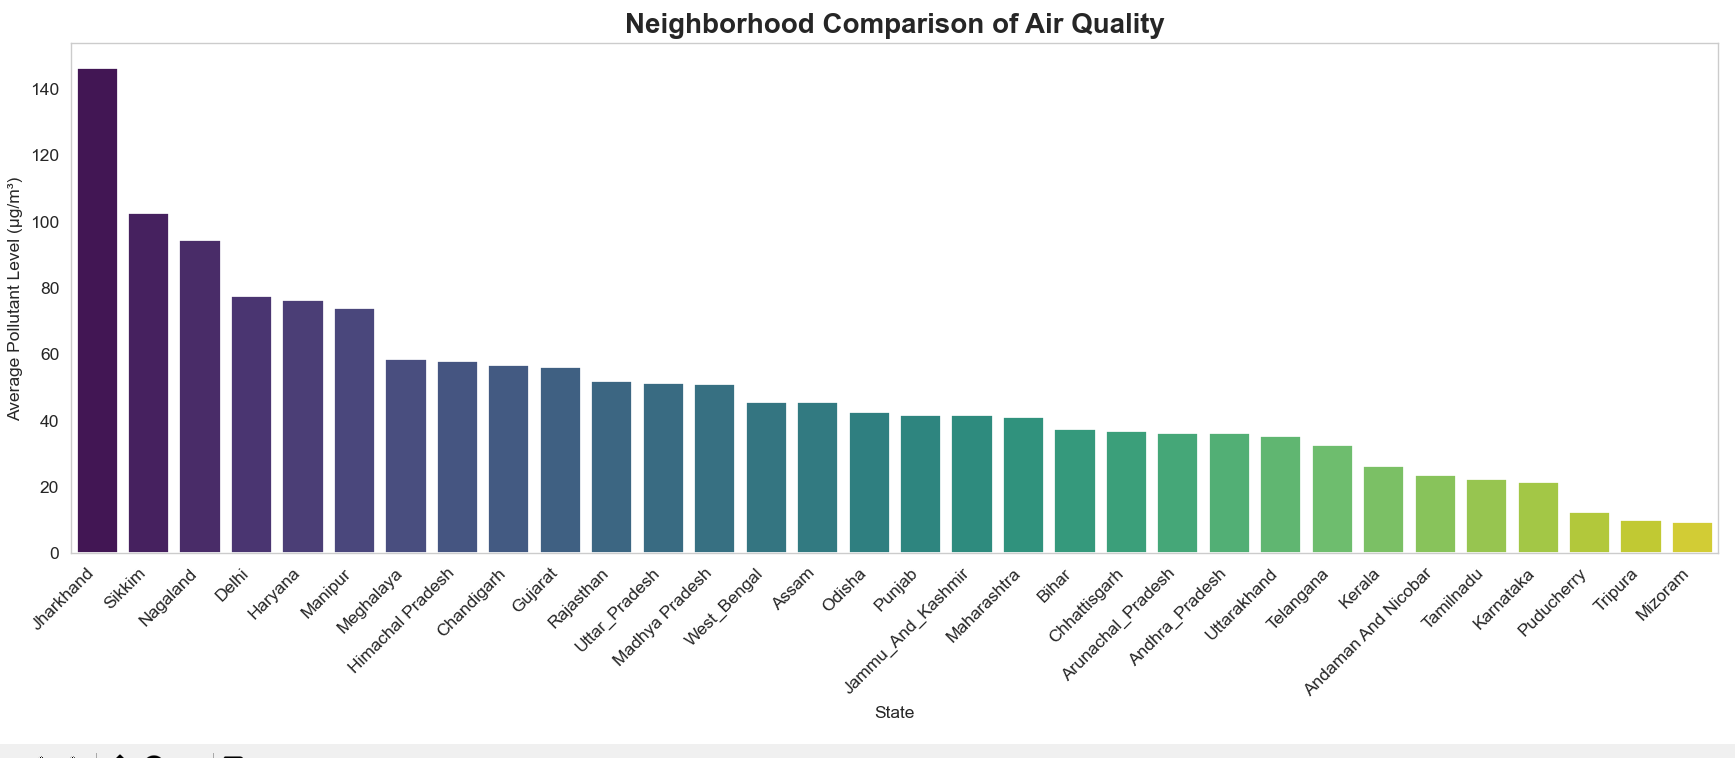 Neighborhood Comparison of Air Quality
Average Pollutant Level (µg/m³)
140
120
100
80
60
40
20
0
Jharkhand
Sikkim
Nagaland
Delhi
Haryana
Manipur
Meghalaya
Himachal Pradesh
Chandigarh
Gujarat
Rajasthan
Uttar_Pradesh
Madhya Pradesh
West_Bengal
Assam
Odisha
Punjab
Jammu_And_Kashmir
Maharashtra
Bihar
Chhattisgarh
Arunachal_Pradesh
Andhra_Pradesh
Uttarakhand
Telangana
Kerala
Andaman And Nicobar
Tamilnadu
Karnataka
Puducherry
Tripura
Mizoram
State